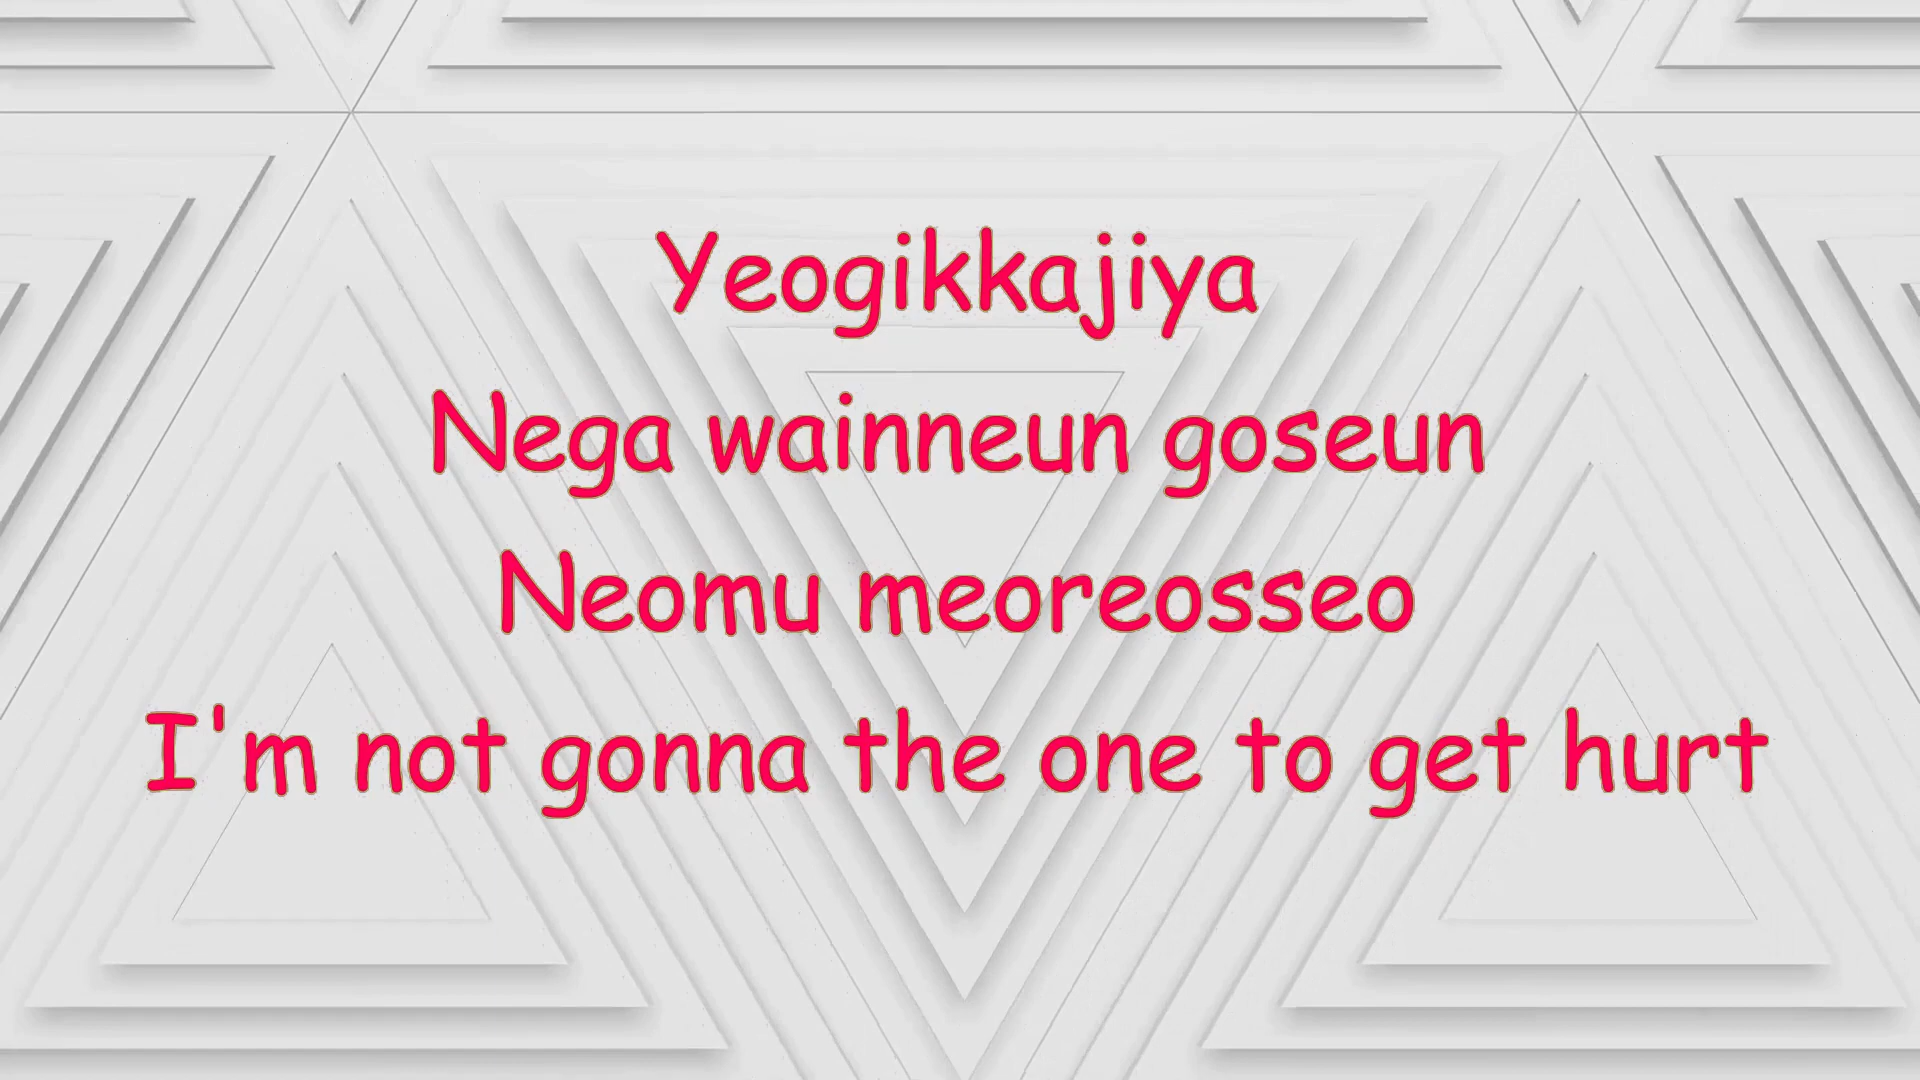 Yeogikkajiya
Nega wainneun goseun
Neomu meoreosseo
I'm not gonna the one to get hurt